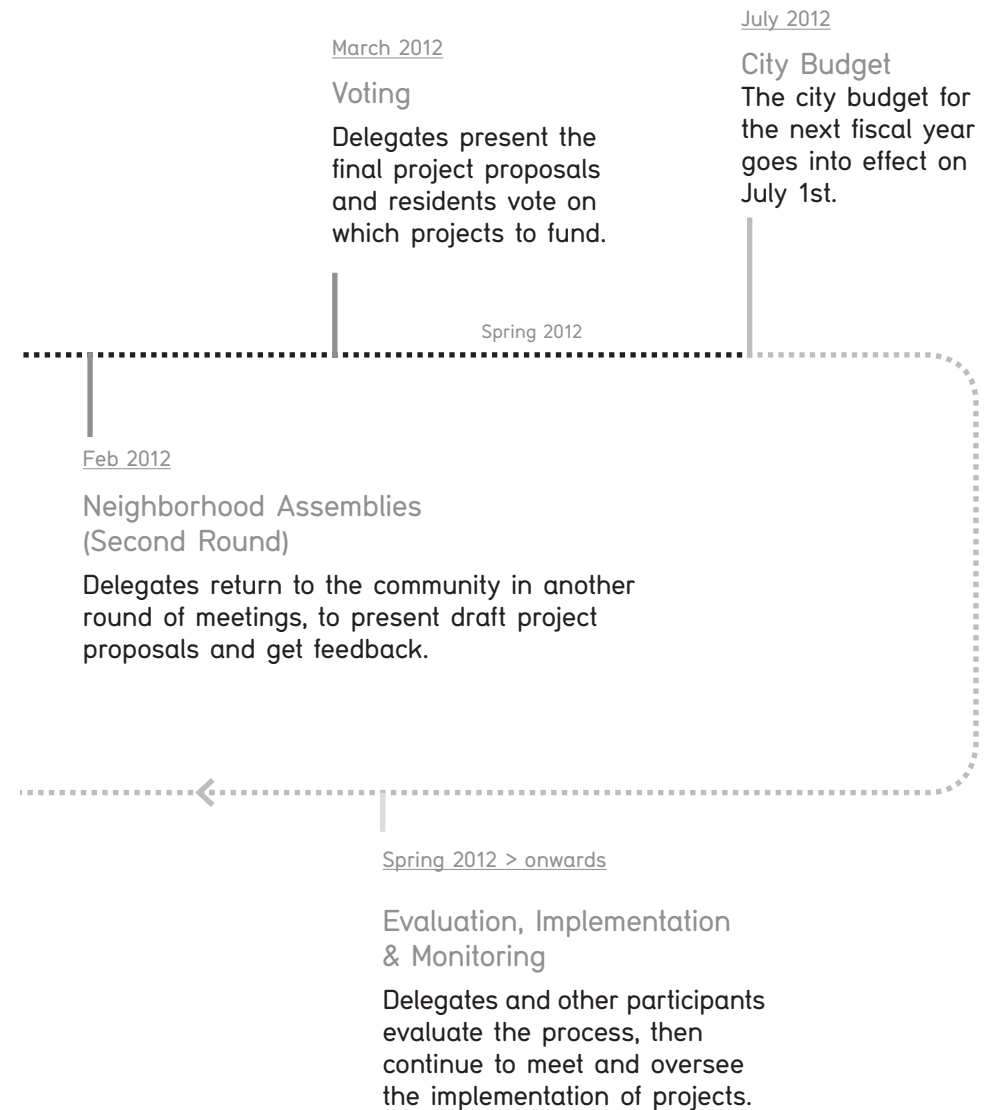 March 2012
Voting
Delegates present the
final project proposals
and residents vote on
which projects to fund.
July 2012
City Budget
The city budget for
the next fiscal year
goes into effect on
July 1st.
Spring 2012
Feb 2012
Neighborhood Assemblies
(Second Round)
Delegates return to the community in another
round of meetings, to present draft project
proposals and get feedback.
Spring 2012 > onwards
Evaluation, Implementation
& Monitoring
Delegates and other participants
evaluate the process, then
continue to meet and oversee
the implementation of projects.